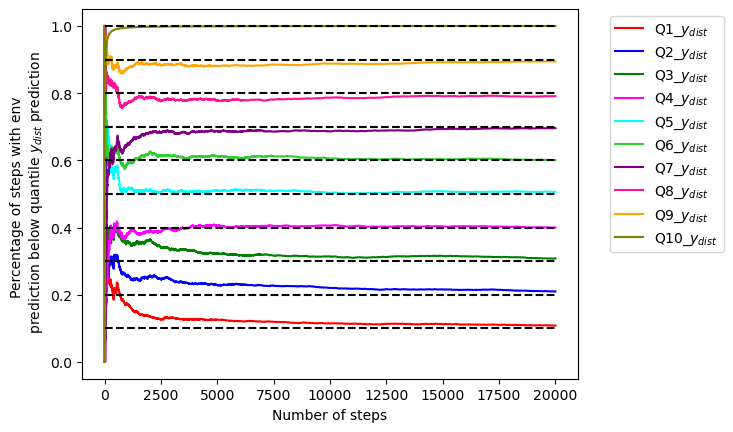 Percentage of steps with env
prediction below quantile y_dist prediction
1.0
0.8
0.6
0.4
0.2
0.0
0
2500
5000
7500
10000
12500
15000
17500
20000
Number of steps
Q1_y_dist
Q2_y_dist
Q3_y_dist
Q4_y_dist
Q5_y_dist
Q6_y_dist
Q7_y_dist
Q8_y_dist
Q9_y_dist
Q10_y_dist